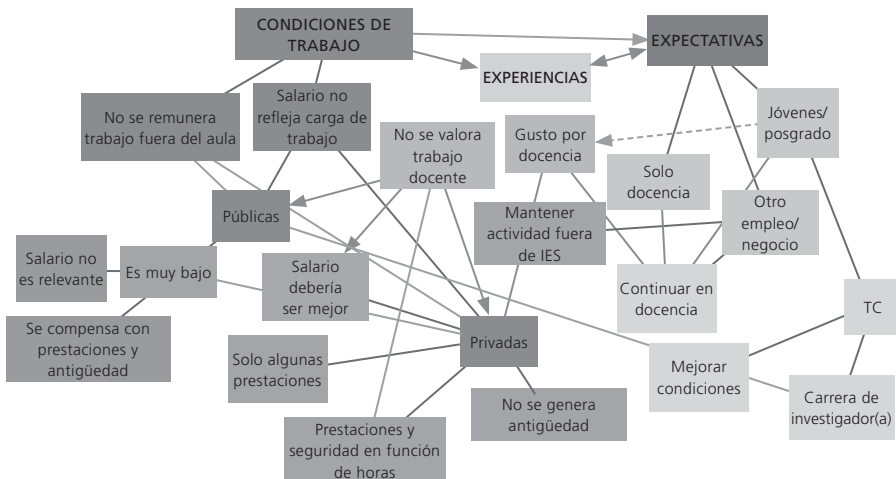 CONDICIONES DE
TRABAJO
EXPECTATIVAS
EXPERIENCIAS
No se remunera
trabajo fuera del aula
Salario no
refleja carga de
trabajo
No se valora
trabajo
docente
Gusto por
docencia
Jóvenes/
posgrado
Solo
docencia
Públicas
Mantener
actividad fuera
de IES
Otro
empleo/
negocio
Salario no
es relevante
Es muy bajo
Salario
debería
ser mejor
Continuar en
docencia
TC
Se compensa con
prestaciones y
antigüedad
Solo algunas
prestaciones
Privadas
Mejorar
condiciones
Prestaciones y
seguridad en función
de horas
No se genera
antigüedad
Carrera de
investigador(a)